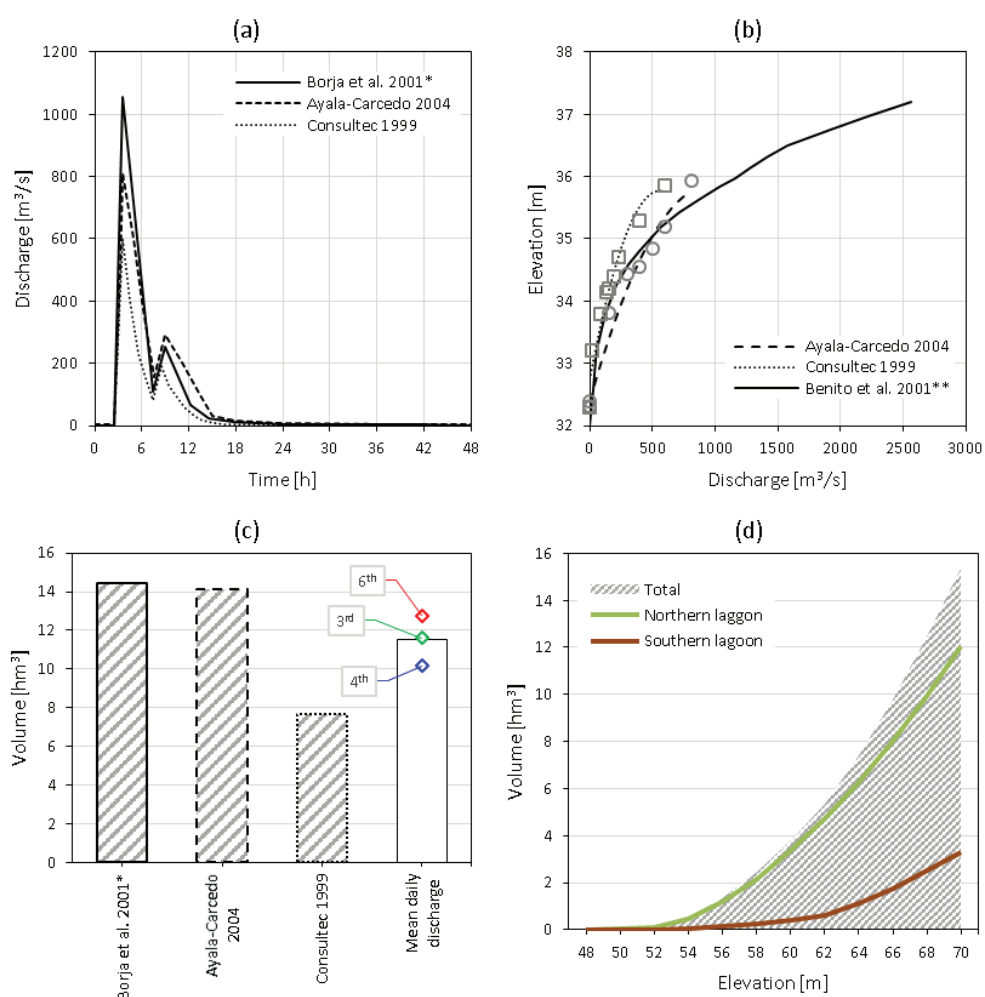 (a)
1200
1000
800
600
400
200
0
Discharge [m³/s]
Borja et al. 2001*
Ayala-Carcedo 2004
Consultec 1999
0 6 12 18 24 30 36 42 48
Time [h]
(b)
38
37
36
35
34
33
32
Elevation [m]
Ayala-Carcedo 2004
Consultec 1999
Benito et al. 2001**
0 500 1000 1500 2000 2500 3000
Discharge [m³/s]
(c)
16
14
12
10
8
6
4
2
0
Volume [hm³]
6th
3rd
4th
Borja et al. 2001*
Ayala-Carcedo
2004
Consultec 1999
Mean daily
discharge
(d)
16
14
12
10
8
6
4
2
0
Volume [hm³]
Total
Northern laggon
Southern lagoon
48 50 52 54 56 58 60 62 64 66 68 70
Elevation [m]